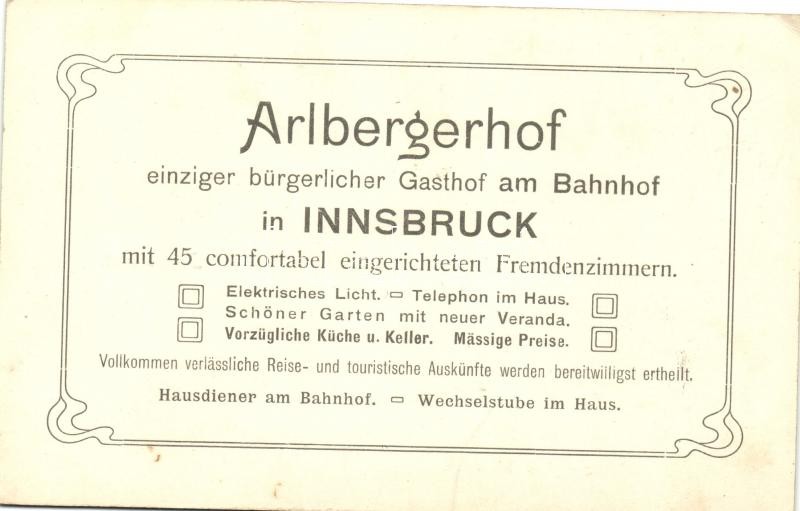 Arlbergerhof
einziger bürgerlicher Gasthof am Bahnhof
in INNSBRUCK
mit 45 comfortabel eingerichteten Fremdenzimmern.
Elektrisches Licht. Telephon im Haus.
Schöner Garten mit neuer Veranda.
Vorzügliche Küche u. Keller. Mässige Preise.
Vollkommen verlässliche Reise- und touristische Auskünfte werden bereitwilligst ertheilt.
Hausdiener am Bahnhof. Wechselstube im Haus.